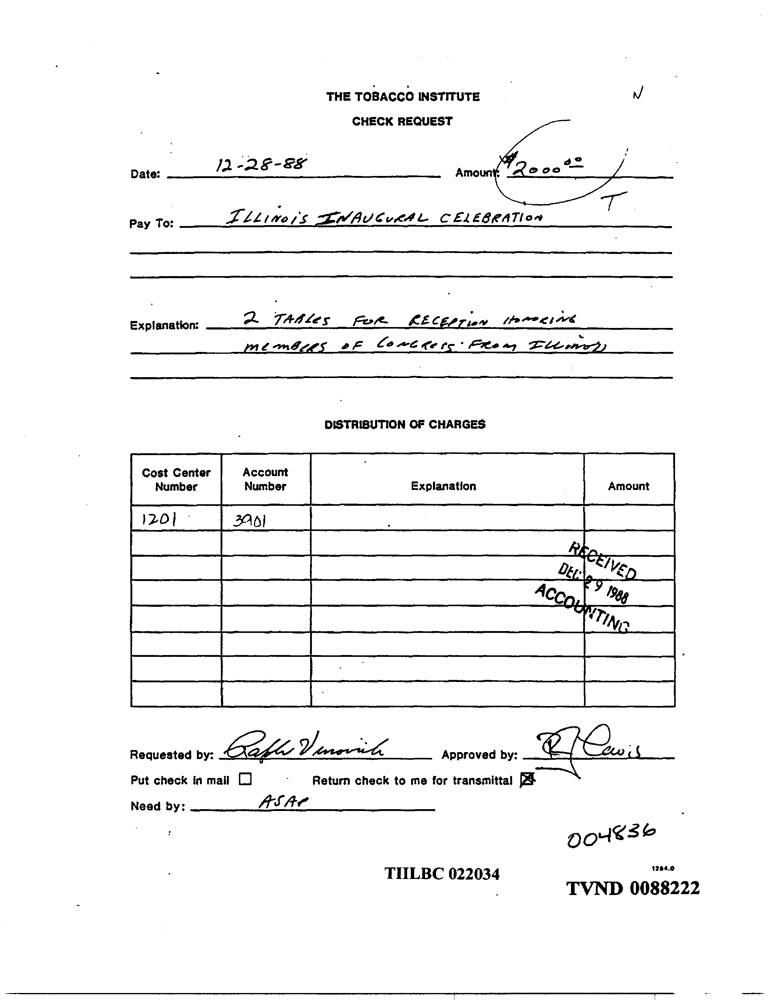 THE TOBACCO INSTITUTE N
CHECK REQUEST
Date: 12-28-88 Amount: $2000 00
T
Pay To: ILLINOIS INAUGURAL CELEBRATION
Explanation: 2 TABLES FOR RECEPTION HONORING
MEMBERS OF CONGRESS FROM ILLINOIS
DISTRIBUTION OF CHARGES
Cost Center Number Account Number Explanation Amount
1201 3901
RECEIVED
DEC 29 1988
ACCOUNTING
Requested by: Ralph Vinovich Approved by: R Lewis
Put check in mail ☐ Return check to me for transmittal ☒
Need by: ASAP
004836
1284.0
TIILBC 022034
TVND 0088222